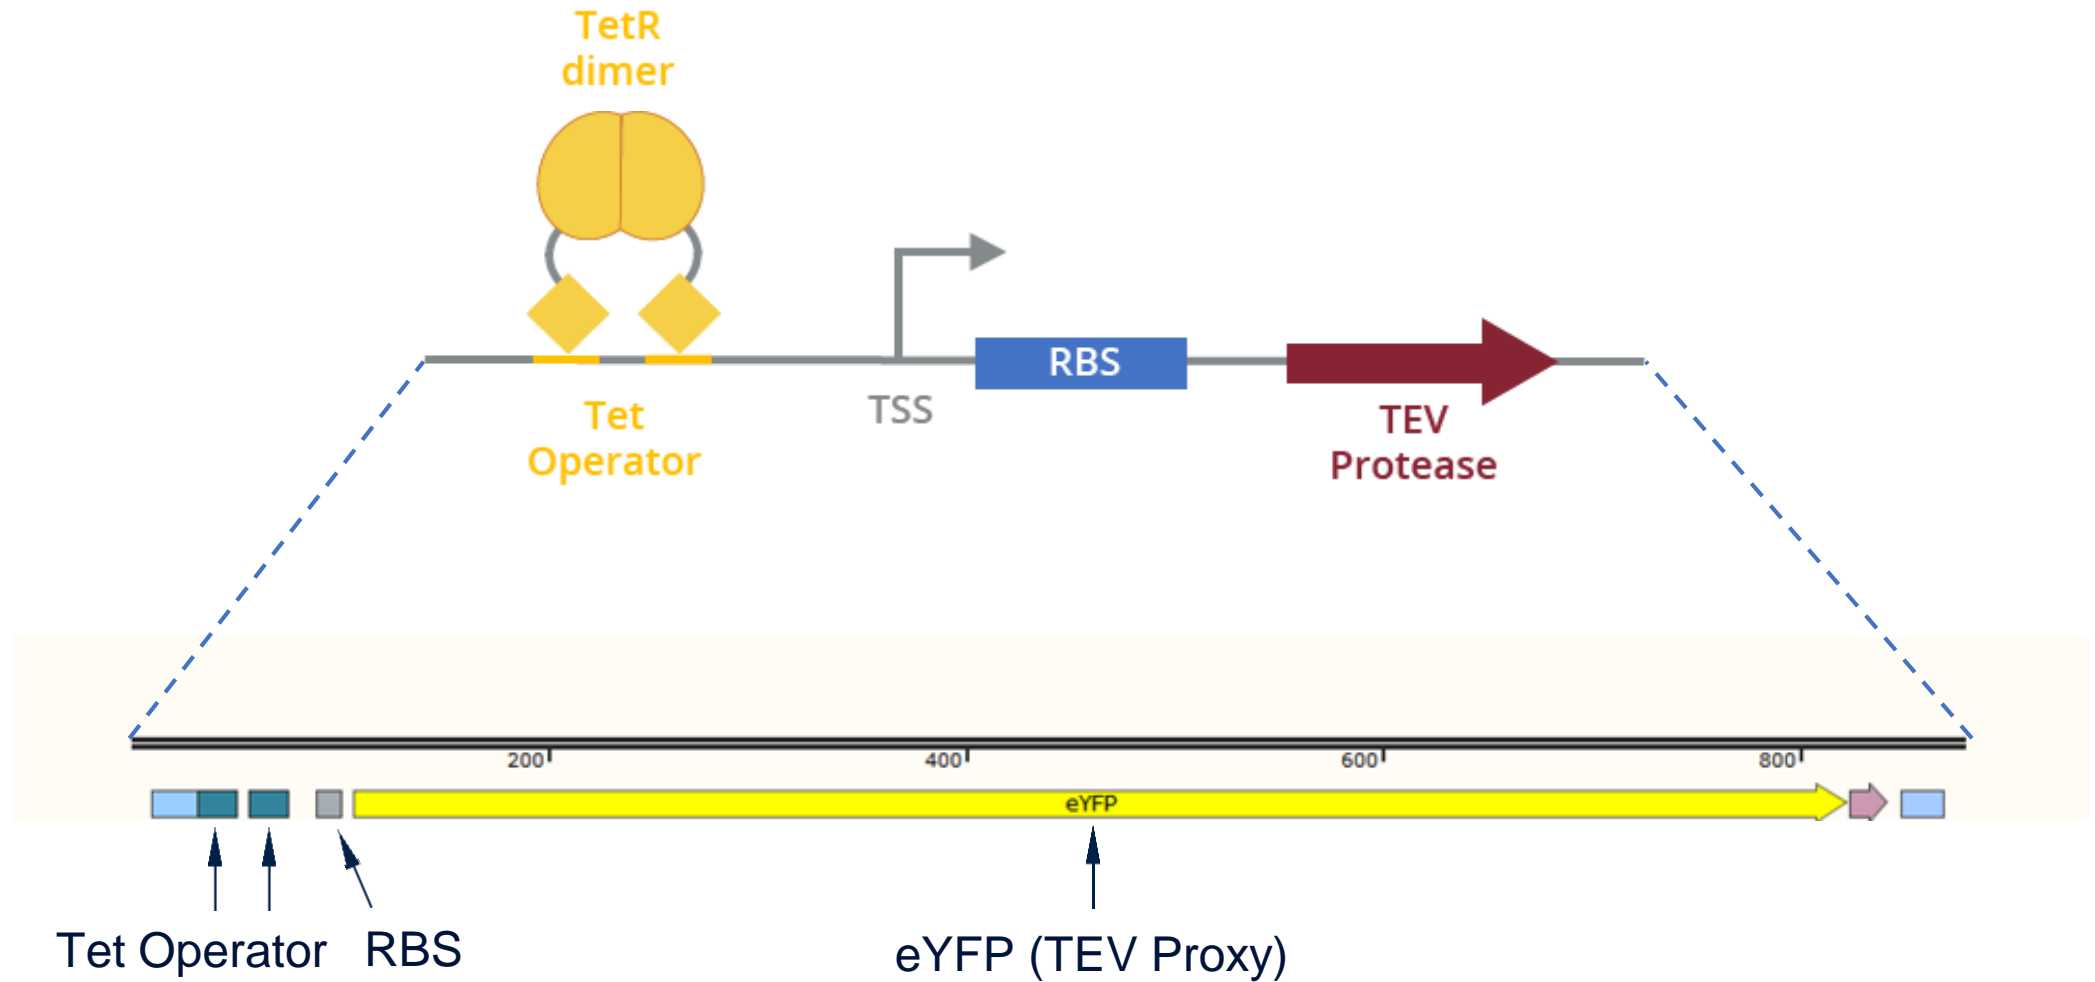 TetR
dimer
RBS
Tet
Operator
TSS
TEV
Protease
200
400
600
800
eYFP
Tet Operator
RBS
eYFP (TEV Proxy)